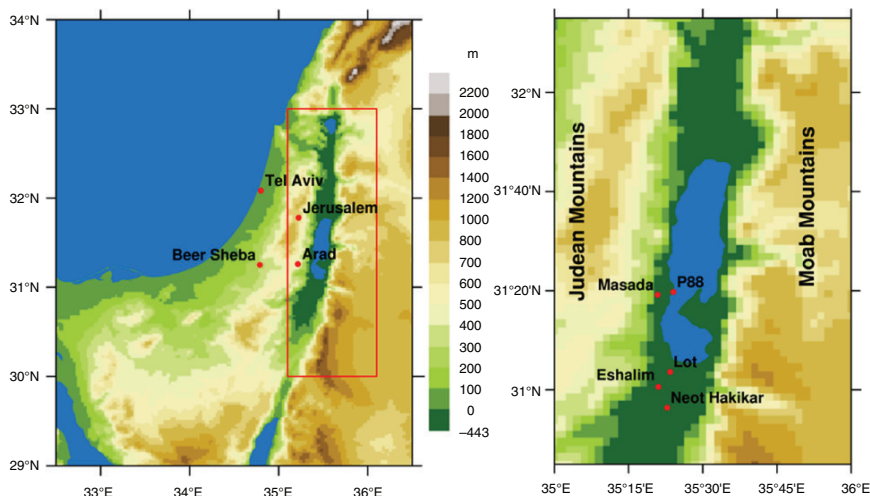 34°N
33°N
32°N
31°N
30°N
29°N
33°E
34°E
35°E
36°E
Tel Aviv
Jerusalem
Beer Sheba
Arad
m
2200
2000
1800
1600
1400
1200
1000
800
700
600
500
400
300
200
100
0
–443
32°N
31°40'N
31°20'N
31°N
35°E
35°15'E
35°30'E
35°45'E
36°E
Judean Mountains
Moab Mountains
Masada
P88
Lot
Eshalim
Neot Hakikar